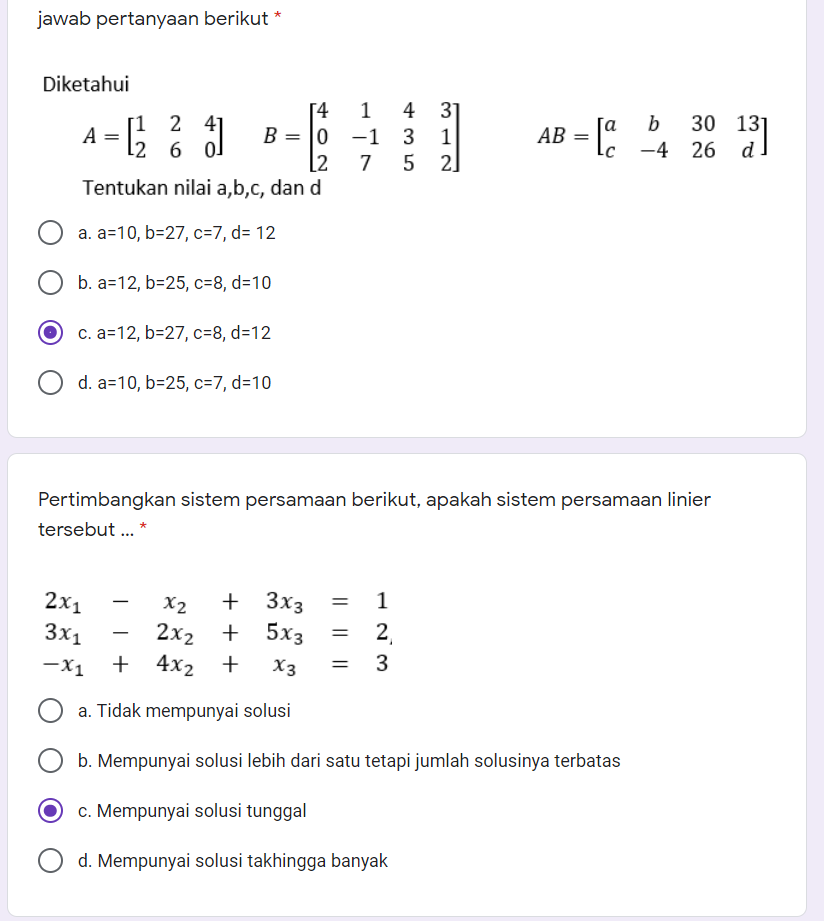 jawab pertanyaan berikut *
Diketahui
A = [1 2 4; 2 6 0] B = [4 1 4 3; 0 −1 3 1; 2 7 5 2] AB = [a b 30 13; c −4 26 d]
Tentukan nilai a,b,c, dan d
a. a=10, b=27, c=7, d= 12
b. a=12, b=25, c=8, d=10
c. a=12, b=27, c=8, d=12
d. a=10, b=25, c=7, d=10
Pertimbangkan sistem persamaan berikut, apakah sistem persamaan linier
tersebut ... *
2x₁ − x₂ + 3x₃ = 1
3x₁ − 2x₂ + 5x₃ = 2,
−x₁ + 4x₂ + x₃ = 3
a. Tidak mempunyai solusi
b. Mempunyai solusi lebih dari satu tetapi jumlah solusinya terbatas
c. Mempunyai solusi tunggal
d. Mempunyai solusi takhingga banyak